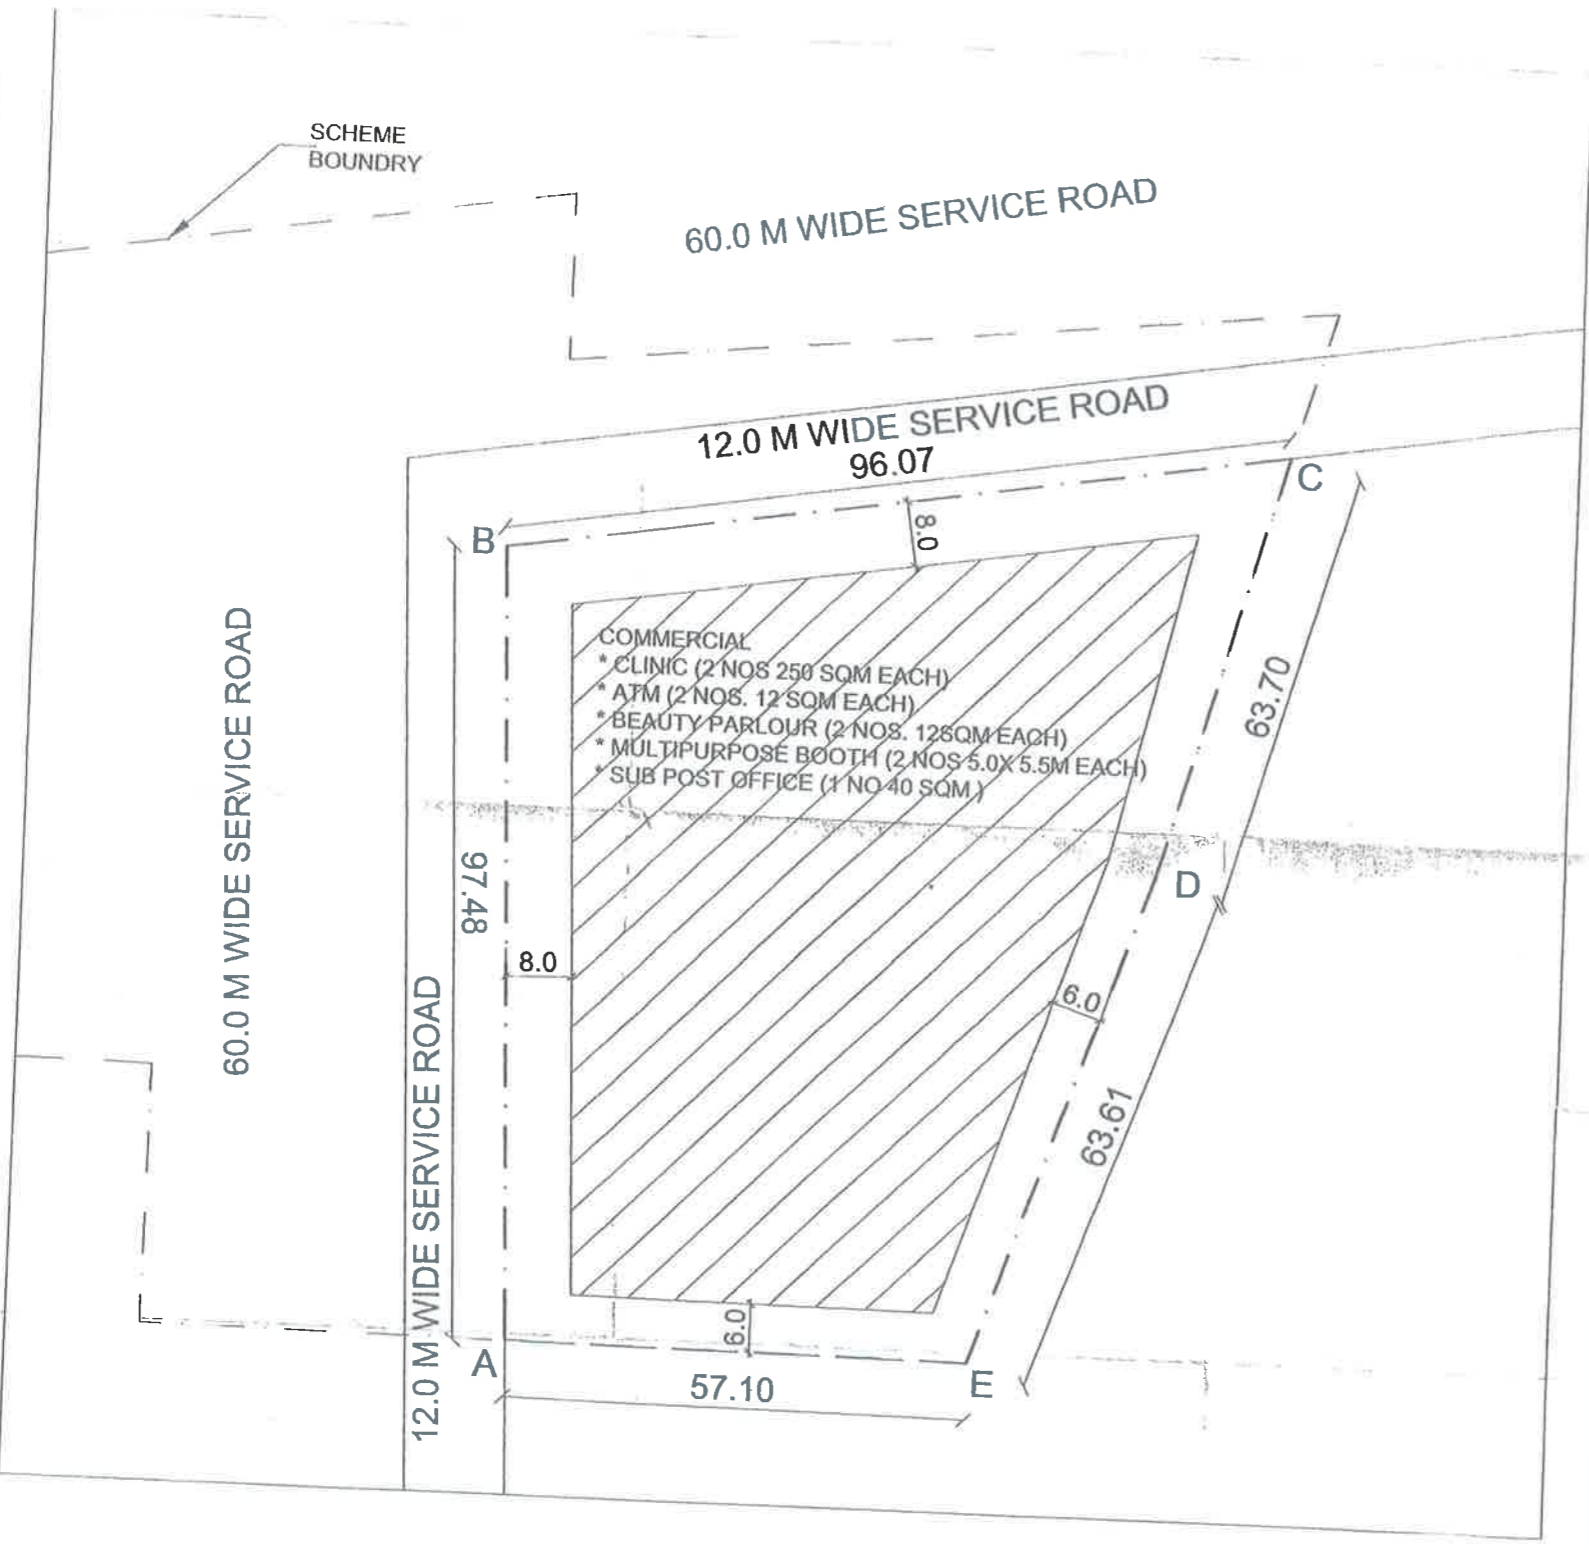 SCHEME
BOUNDRY
60.0 M WIDE SERVICE ROAD
12.0 M WIDE SERVICE ROAD
96.07
B
C
8.0
COMMERCIAL
* CLINIC (2 NOS 250 SQM EACH)
* ATM (2 NOS. 12 SQM EACH)
* BEAUTY PARLOUR (2 NOS. 12SQM EACH)
* MULTIPURPOSE BOOTH (2 NOS 5.0X 5.5M EACH)
* SUB POST OFFICE (1 NO 40 SQM )
63.70
60.0 M WIDE SERVICE ROAD
97.48
D
8.0
6.0
63.61
12.0 M WIDE SERVICE ROAD
6.0
A
E
57.10